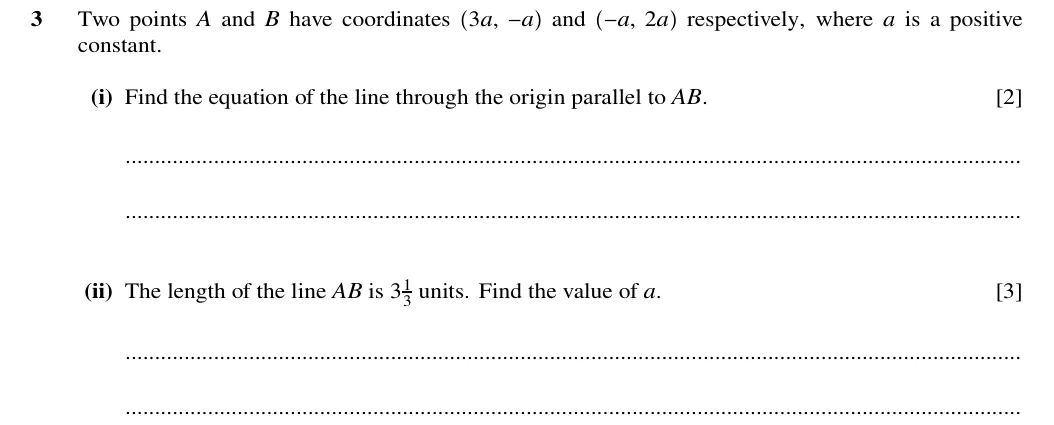 3 Two points A and B have coordinates (3a, −a) and (−a, 2a) respectively, where a is a positive
constant.
(i) Find the equation of the line through the origin parallel to AB. [2]
(ii) The length of the line AB is 3⅓ units. Find the value of a. [3]